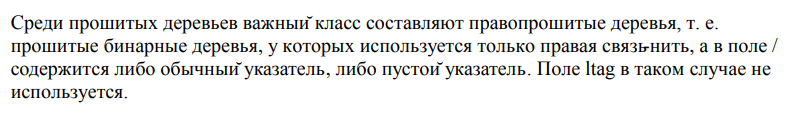 Среди прошитых деревьев важный класс составляют правопрошитые деревья, т. е.
прошитые бинарные деревья, у которых используется только правая связь-нить, а в поле /
содержится либо обычный указатель, либо пустой указатель. Поле ltag в таком случае не
используется.